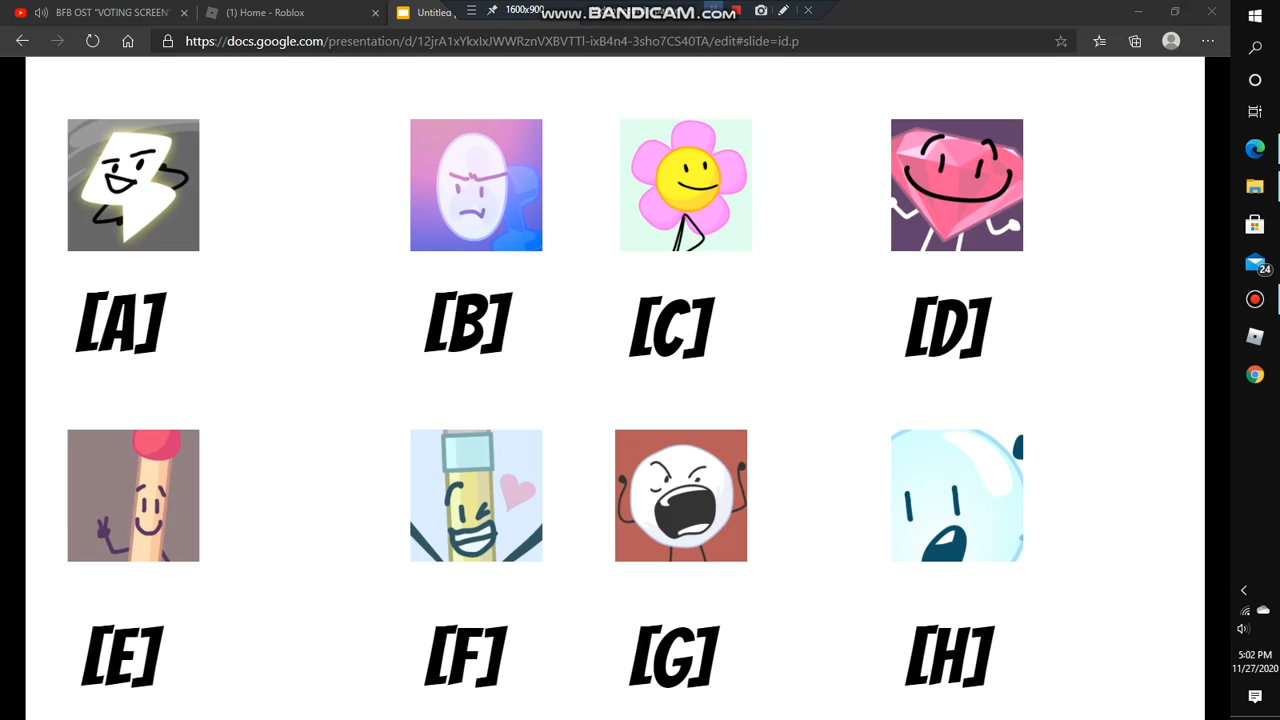 BFB OST "VOTING SCREEN"
(1) Home - Roblox
Untitled
1600x900
WWW.BANDICAM.COM
https://docs.google.com/presentation/d/12jrA1xYkxIxJWWRznVXBVTTl-ixB4n4-3sho7CS40TA/edit#slide=id.p
[A] [B] [C] [D]
[E] [F] [G] [H]
24
5:02 PM
11/27/2020